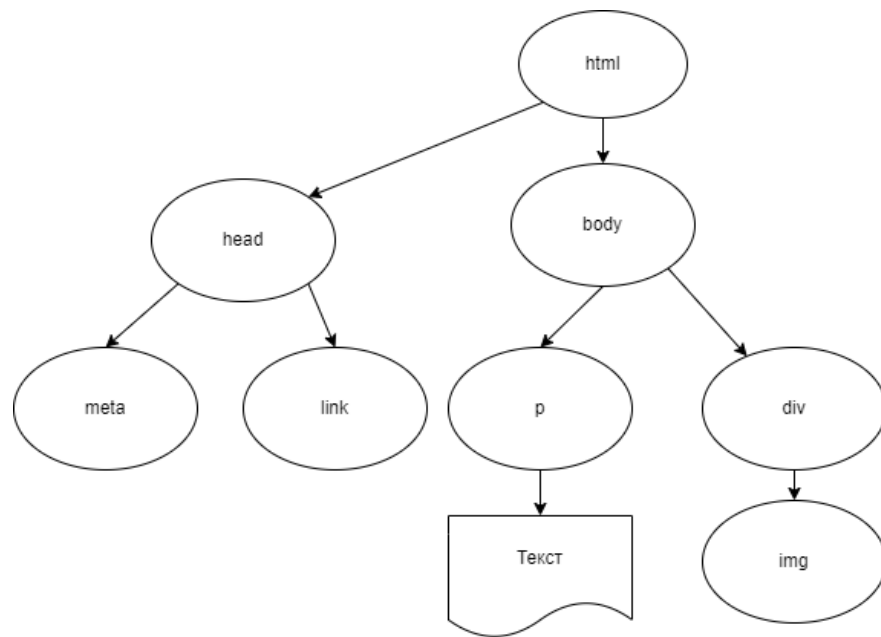 html
head
body
meta
link
p
div
Текст
img